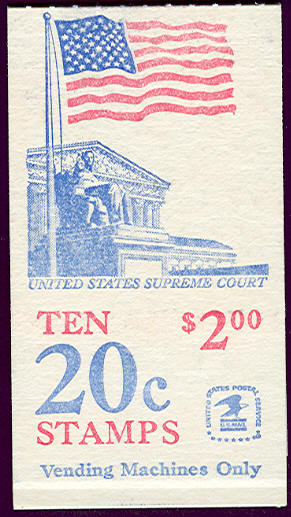 UNITED STATES SUPREME COURT
TEN $2.00
20c
STAMPS
UNITED STATES POSTAL SERVICE
U.S. MAIL
Vending Machines Only